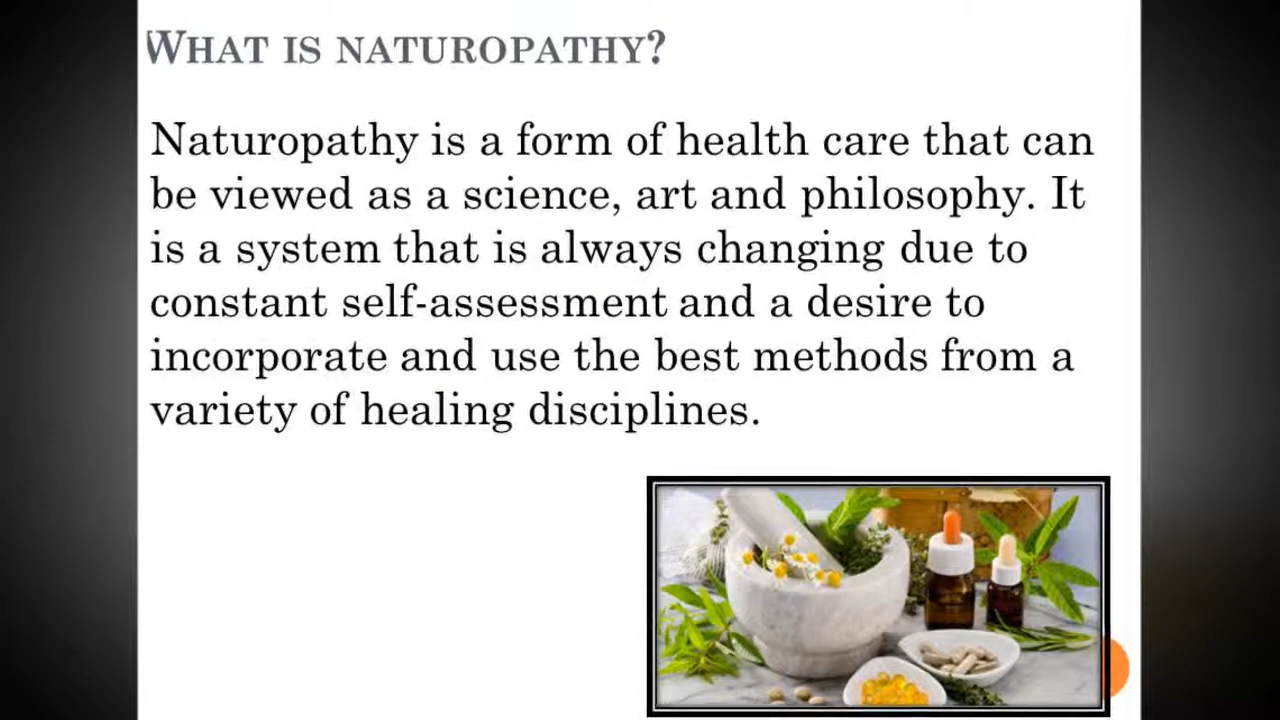 WHAT IS NATUROPATHY?
Naturopathy is a form of health care that can
be viewed as a science, art and philosophy. It
is a system that is always changing due to
constant self-assessment and a desire to
incorporate and use the best methods from a
variety of healing disciplines.